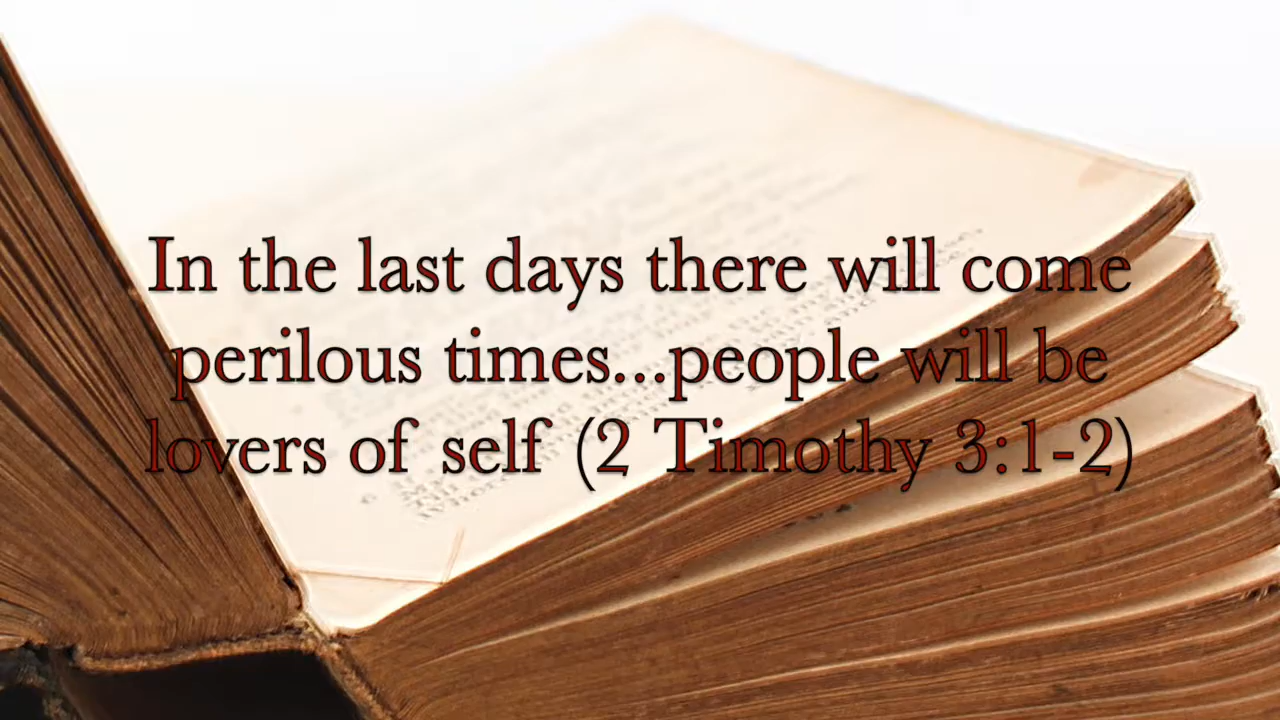 In the last days there will come
perilous times...people will be
lovers of self (2 Timothy 3:1-2)